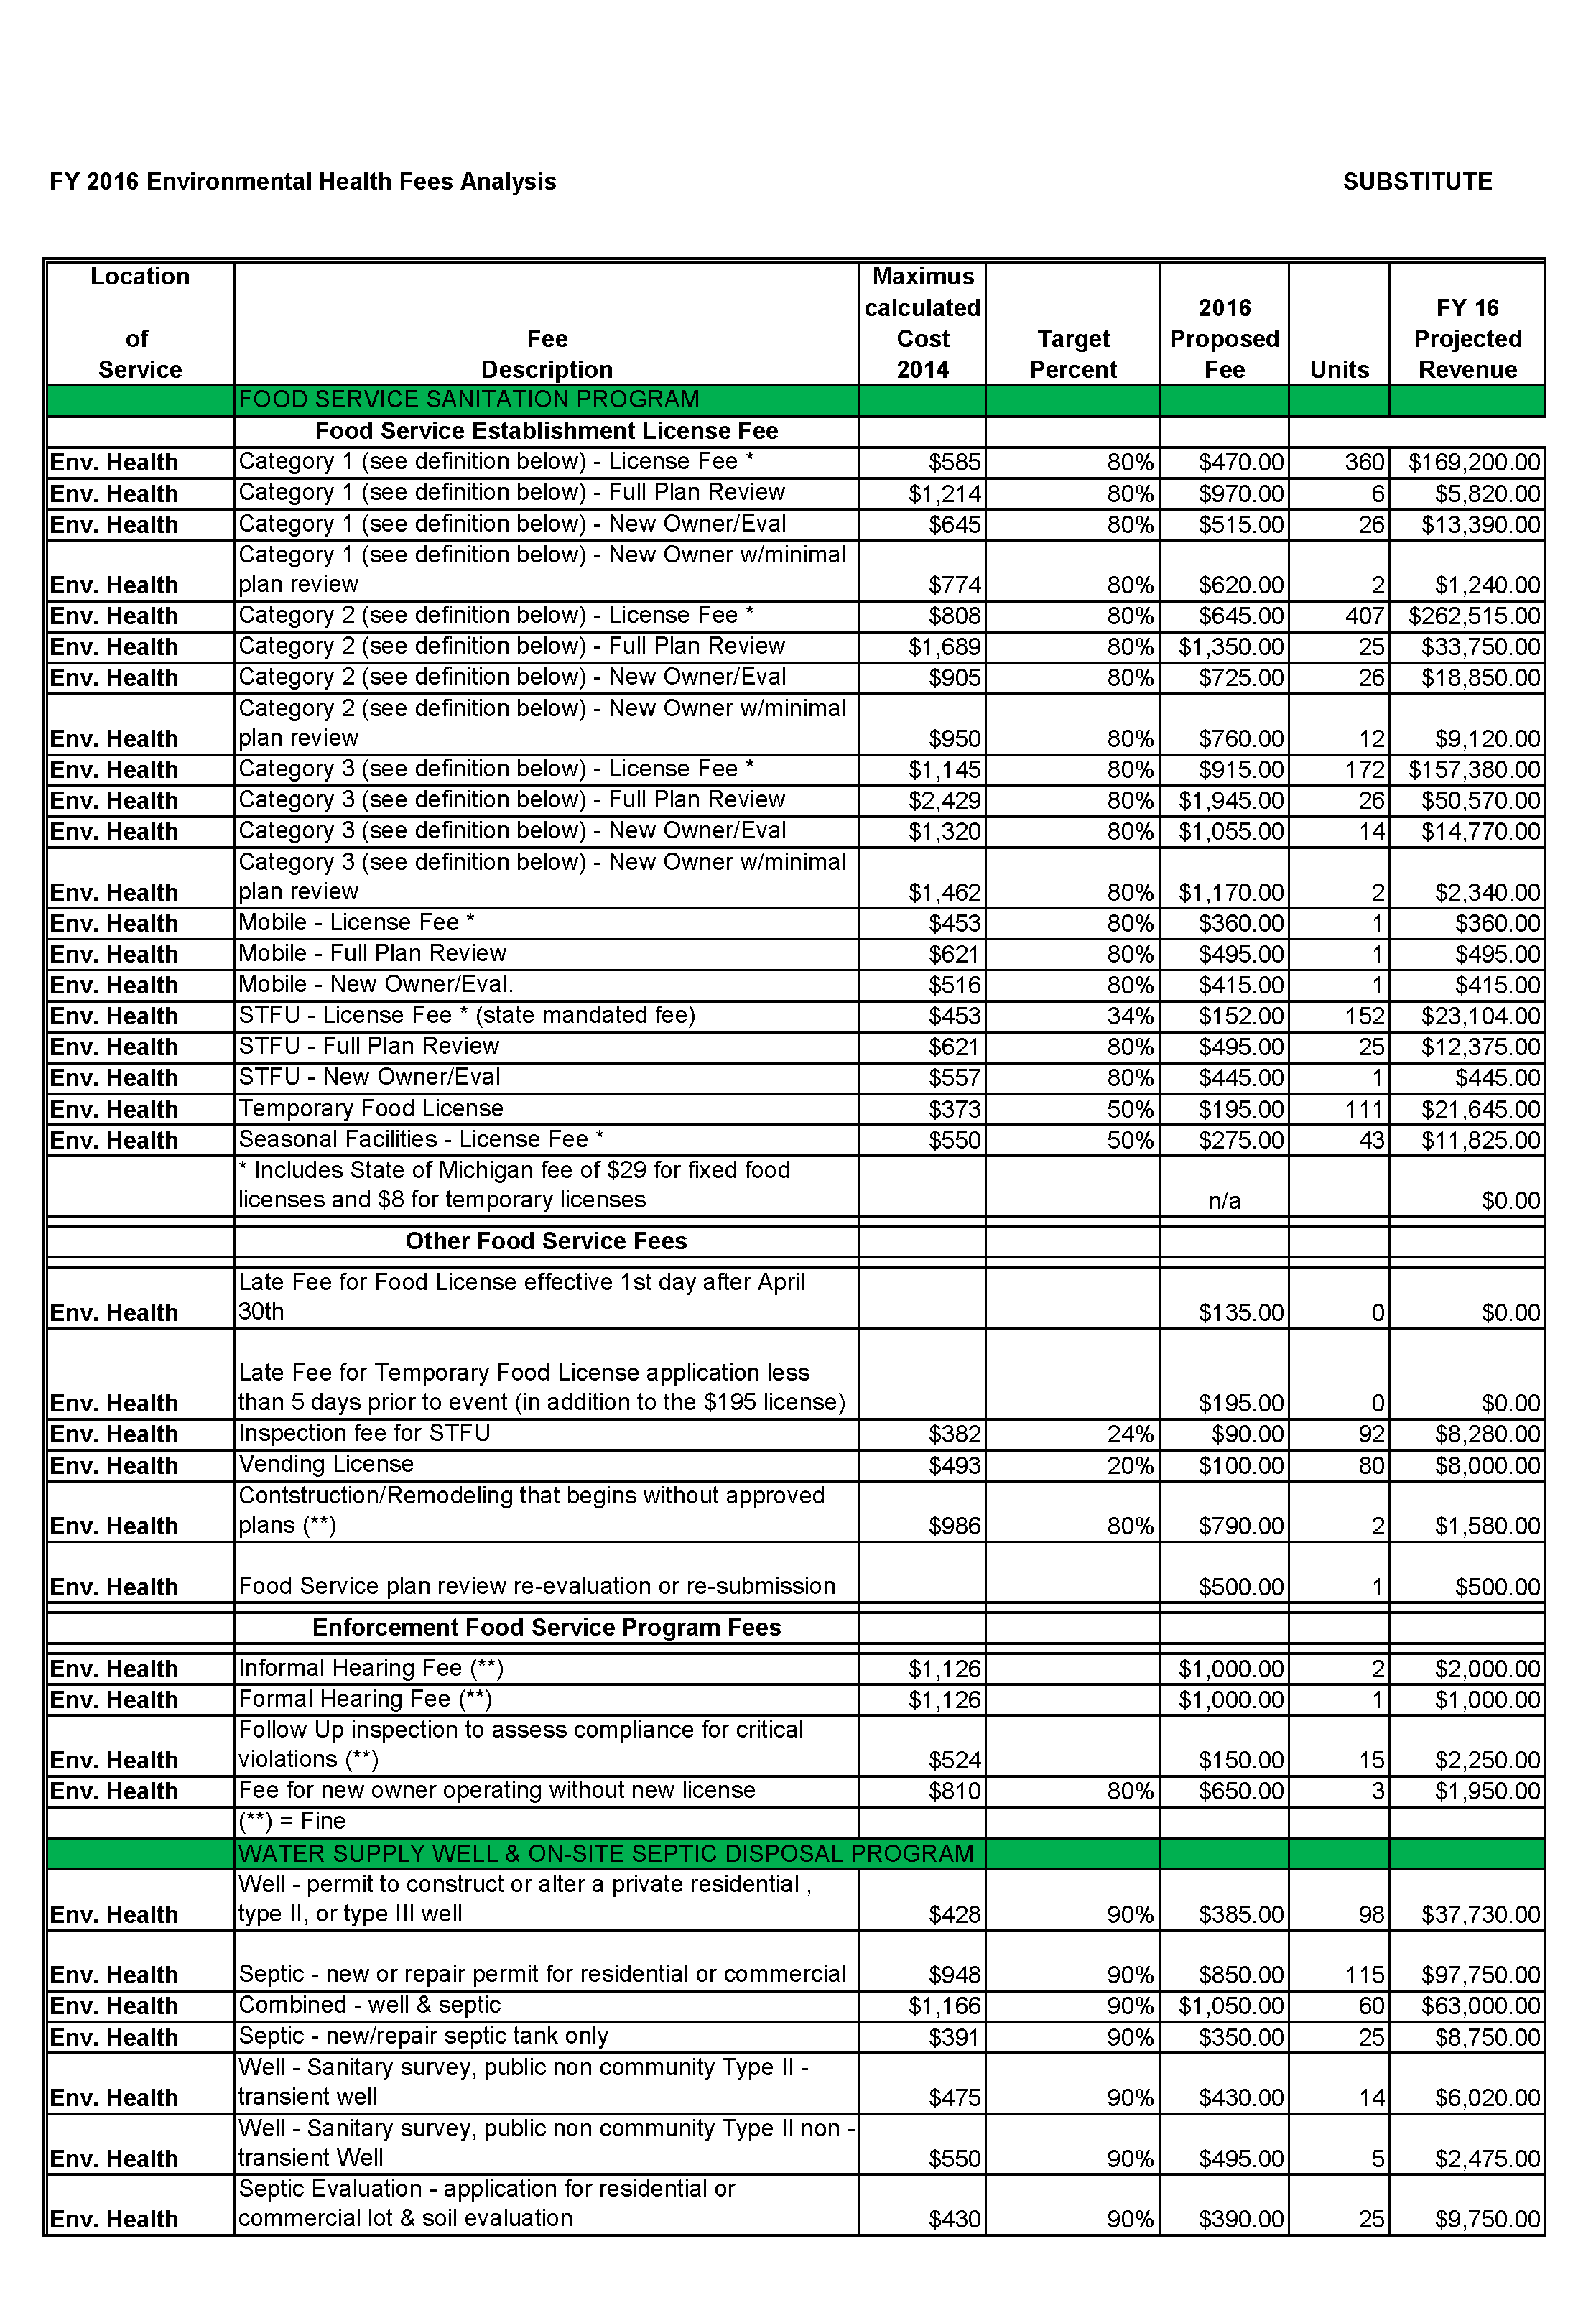 FY 2016 Environmental Health Fees Analysis SUBSTITUTE
Location Maximus
calculated 2016 FY 16
of Fee Cost Target Proposed Projected
Service Description 2014 Percent Fee Units Revenue
FOOD SERVICE SANITATION PROGRAM
Food Service Establishment License Fee
Env. Health Category 1 (see definition below) - License Fee * $585 80% $470.00 360 $169,200.00
Env. Health Category 1 (see definition below) - Full Plan Review $1,214 80% $970.00 6 $5,820.00
Env. Health Category 1 (see definition below) - New Owner/Eval $645 80% $515.00 26 $13,390.00
Category 1 (see definition below) - New Owner w/minimal
Env. Health plan review $774 80% $620.00 2 $1,240.00
Env. Health Category 2 (see definition below) - License Fee * $808 80% $645.00 407 $262,515.00
Env. Health Category 2 (see definition below) - Full Plan Review $1,689 80% $1,350.00 25 $33,750.00
Env. Health Category 2 (see definition below) - New Owner/Eval $905 80% $725.00 26 $18,850.00
Category 2 (see definition below) - New Owner w/minimal
Env. Health plan review $950 80% $760.00 12 $9,120.00
Env. Health Category 3 (see definition below) - License Fee * $1,145 80% $915.00 172 $157,380.00
Env. Health Category 3 (see definition below) - Full Plan Review $2,429 80% $1,945.00 26 $50,570.00
Env. Health Category 3 (see definition below) - New Owner/Eval $1,320 80% $1,055.00 14 $14,770.00
Category 3 (see definition below) - New Owner w/minimal
Env. Health plan review $1,462 80% $1,170.00 2 $2,340.00
Env. Health Mobile - License Fee * $453 80% $360.00 1 $360.00
Env. Health Mobile - Full Plan Review $621 80% $495.00 1 $495.00
Env. Health Mobile - New Owner/Eval. $516 80% $415.00 1 $415.00
Env. Health STFU - License Fee * (state mandated fee) $453 34% $152.00 152 $23,104.00
Env. Health STFU - Full Plan Review $621 80% $495.00 25 $12,375.00
Env. Health STFU - New Owner/Eval $557 80% $445.00 1 $445.00
Env. Health Temporary Food License $373 50% $195.00 111 $21,645.00
Env. Health Seasonal Facilities - License Fee * $550 50% $275.00 43 $11,825.00
* Includes State of Michigan fee of $29 for fixed food
licenses and $8 for temporary licenses n/a $0.00
Other Food Service Fees
Late Fee for Food License effective 1st day after April
Env. Health 30th $135.00 0 $0.00
Late Fee for Temporary Food License application less
Env. Health than 5 days prior to event (in addition to the $195 license) $195.00 0 $0.00
Env. Health Inspection fee for STFU $382 24% $90.00 92 $8,280.00
Env. Health Vending License $493 20% $100.00 80 $8,000.00
Contstruction/Remodeling that begins without approved
Env. Health plans (**) $986 80% $790.00 2 $1,580.00
Env. Health Food Service plan review re-evaluation or re-submission $500.00 1 $500.00
Enforcement Food Service Program Fees
Env. Health Informal Hearing Fee (**) $1,126 $1,000.00 2 $2,000.00
Env. Health Formal Hearing Fee (**) $1,126 $1,000.00 1 $1,000.00
Follow Up inspection to assess compliance for critical
Env. Health violations (**) $524 $150.00 15 $2,250.00
Env. Health Fee for new owner operating without new license $810 80% $650.00 3 $1,950.00
(**) = Fine
WATER SUPPLY WELL & ON-SITE SEPTIC DISPOSAL PROGRAM
Well - permit to construct or alter a private residential ,
Env. Health type II, or type III well $428 90% $385.00 98 $37,730.00
Env. Health Septic - new or repair permit for residential or commercial $948 90% $850.00 115 $97,750.00
Env. Health Combined - well & septic $1,166 90% $1,050.00 60 $63,000.00
Env. Health Septic - new/repair septic tank only $391 90% $350.00 25 $8,750.00
Well - Sanitary survey, public non community Type II -
Env. Health transient well $475 90% $430.00 14 $6,020.00
Well - Sanitary survey, public non community Type II non -
Env. Health transient Well $550 90% $495.00 5 $2,475.00
Septic Evaluation - application for residential or
Env. Health commercial lot & soil evaluation $430 90% $390.00 25 $9,750.00